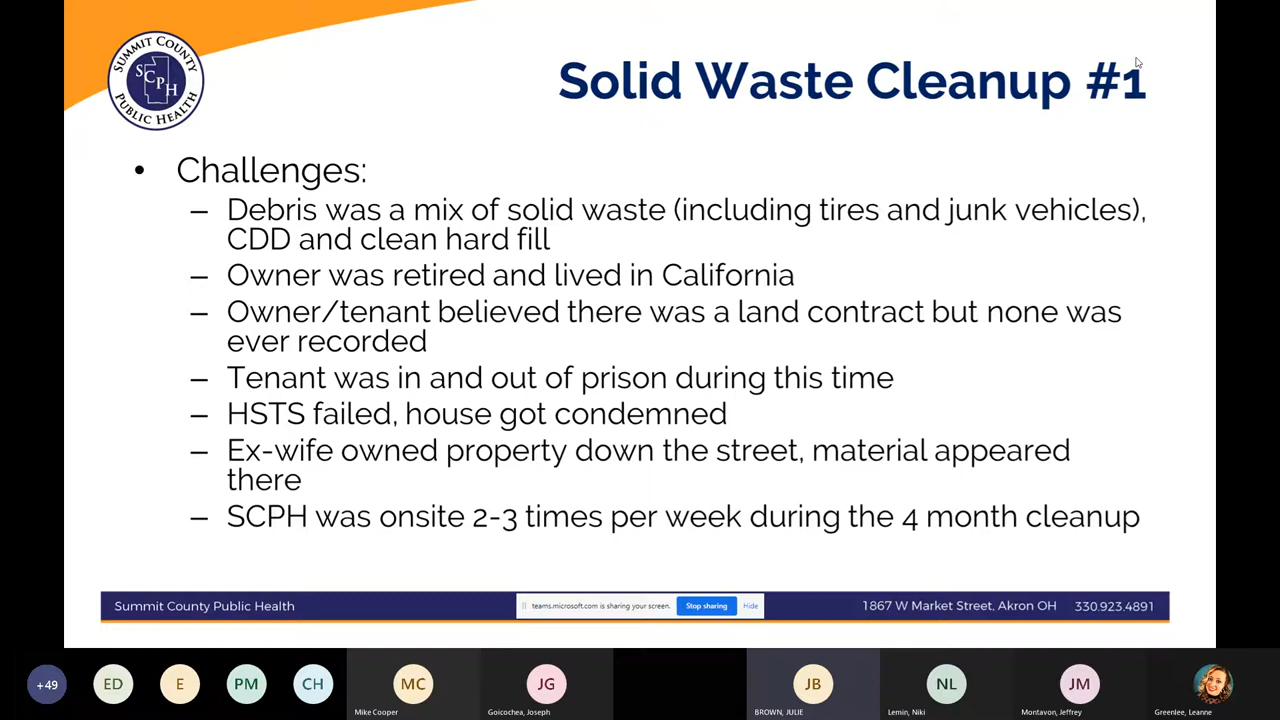 SUMMIT COUNTY
SCPH
PUBLIC HEALTH
Solid Waste Cleanup #1
• Challenges:
– Debris was a mix of solid waste (including tires and junk vehicles),
CDD and clean hard fill
– Owner was retired and lived in California
– Owner/tenant believed there was a land contract but none was
ever recorded
– Tenant was in and out of prison during this time
– HSTS failed, house got condemned
– Ex-wife owned property down the street, material appeared
there
– SCPH was onsite 2-3 times per week during the 4 month cleanup
Summit County Public Health
teams.microsoft.com is sharing your screen. Stop sharing Hide
1867 W Market Street, Akron OH 330.923.4891
+49 ED E PM CH MC JG JB NL JM
Mike Cooper Goicochea, Joseph BROWN, JULIE Lemin, Niki Montavon, Jeffrey Greenlee, Leanne